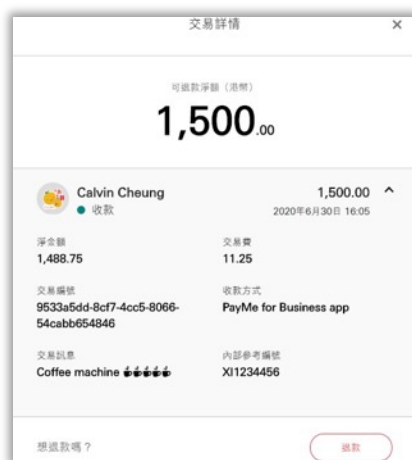 交易詳情
可退款淨額（港幣）
1,500.00
Calvin Cheung
1,500.00
收款
2020年6月30日 16:05
淨金額
交易費
1,488.75
11.25
交易編號
收款方式
9533a5dd-8cf7-4cc5-8066-
54cabb654846
PayMe for Business app
交易訊息
內部參考編號
Coffee machine
XI1234456
想退款嗎？
退款